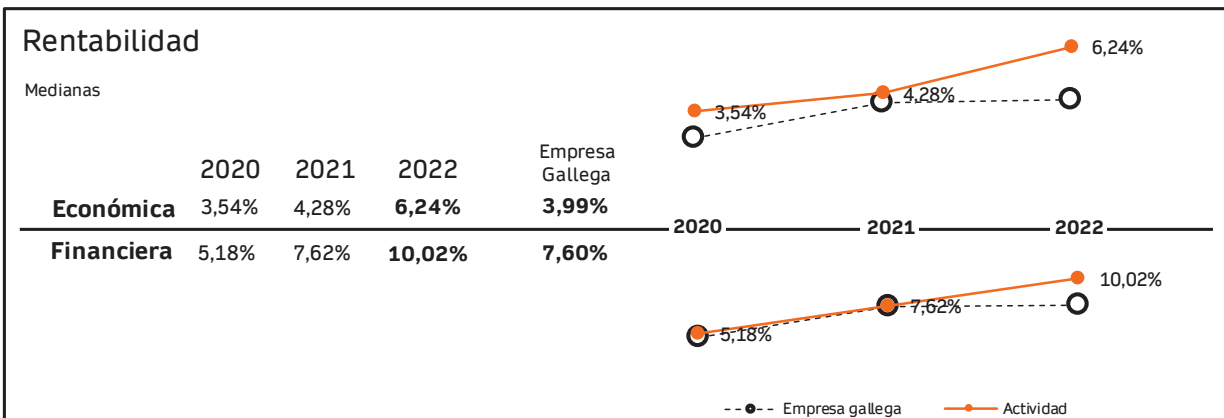 Rentabilidad
Medianas
2020 2021 2022 Empresa Gallega
Económica 3,54% 4,28% 6,24% 3,99%
Financiera 5,18% 7,62% 10,02% 7,60%
3,54% 4,28% 6,24%
2020 2021 2022
5,18% 7,62% 10,02%
Empresa gallega Actividad